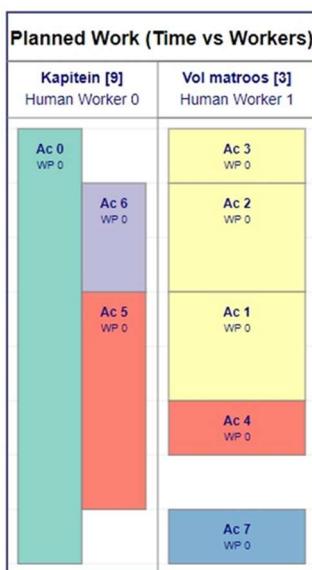 Planned Work (Time vs Workers)
Kapitein [9]
Human Worker 0
Vol matroos [3]
Human Worker 1
Ac 0
WP 0
Ac 6
WP 0
Ac 5
WP 0
Ac 3
WP 0
Ac 2
WP 0
Ac 1
WP 0
Ac 4
WP 0
Ac 7
WP 0